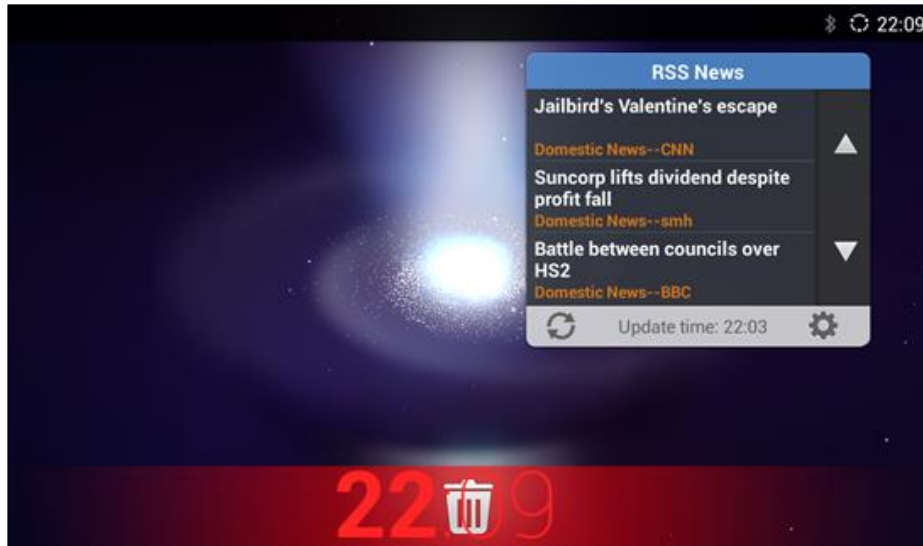 22:09
RSS News
Jailbird's Valentine's escape
Domestic News--CNN
Suncorp lifts dividend despite
profit fall
Domestic News--smh
Battle between councils over
HS2
Domestic News--BBC
Update time: 22:03
22:09